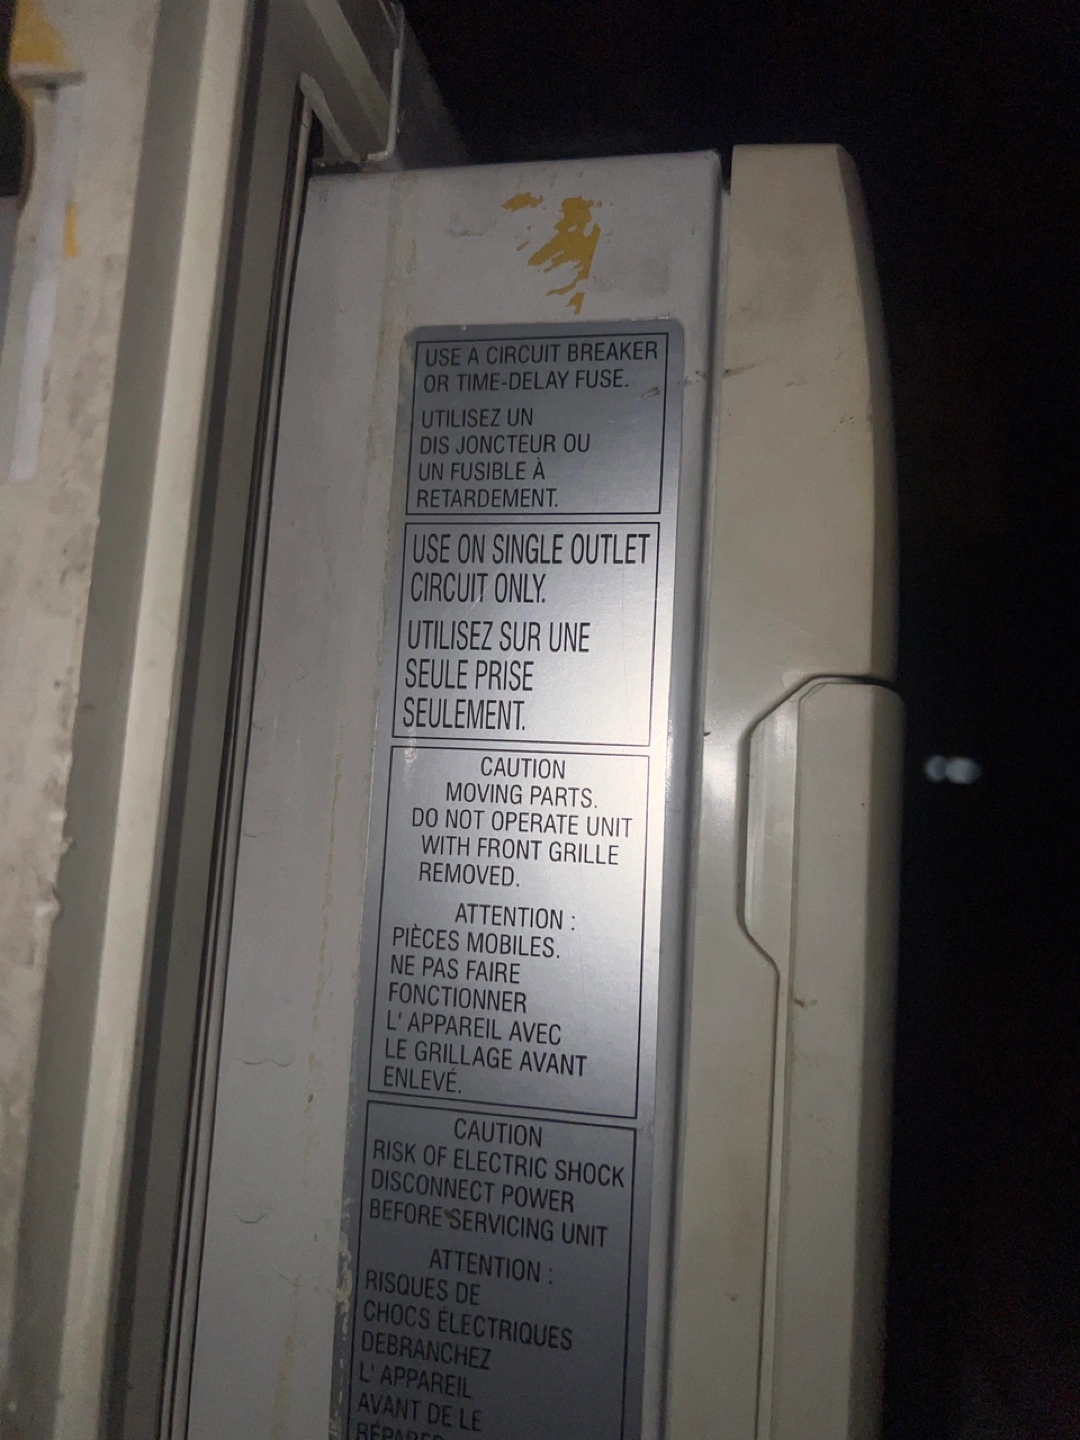 USE A CIRCUIT BREAKER
OR TIME-DELAY FUSE.
UTILISEZ UN
DIS JONCTEUR OU
UN FUSIBLE À
RETARDEMENT.
USE ON SINGLE OUTLET
CIRCUIT ONLY.
UTILISEZ SUR UNE
SEULE PRISE
SEULEMENT.
CAUTION
MOVING PARTS.
DO NOT OPERATE UNIT
WITH FRONT GRILLE
REMOVED.
ATTENTION :
PIÈCES MOBILES.
NE PAS FAIRE
FONCTIONNER
L' APPAREIL AVEC
LE GRILLAGE AVANT
ENLEVÉ.
CAUTION
RISK OF ELECTRIC SHOCK
DISCONNECT POWER
BEFORE SERVICING UNIT
ATTENTION :
RISQUES DE
CHOCS ÉLECTRIQUES
DEBRANCHEZ
L' APPAREIL
AVANT DE LE